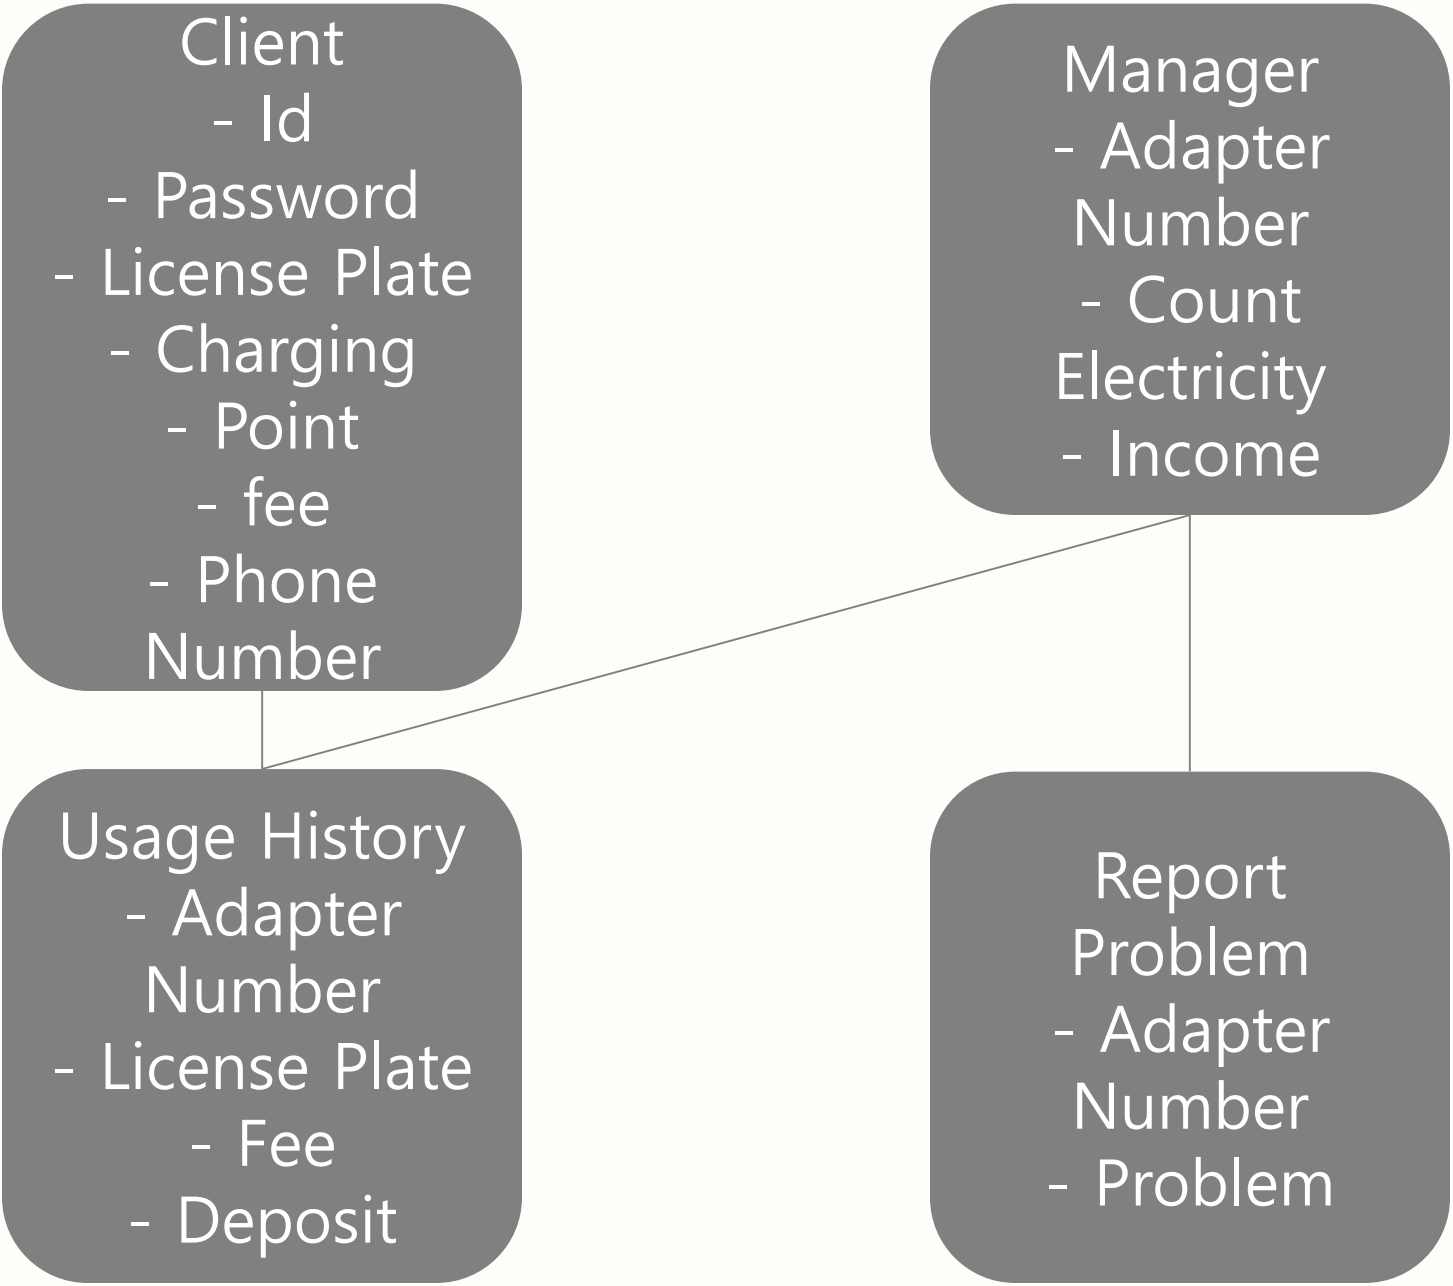 Client
- Id
- Password
- License Plate
- Charging
- Point
- fee
- Phone
Number
Manager
- Adapter
Number
- Count
Electricity
- Income
Usage History
- Adapter
Number
- License Plate
- Fee
- Deposit
Report
Problem
- Adapter
Number
- Problem